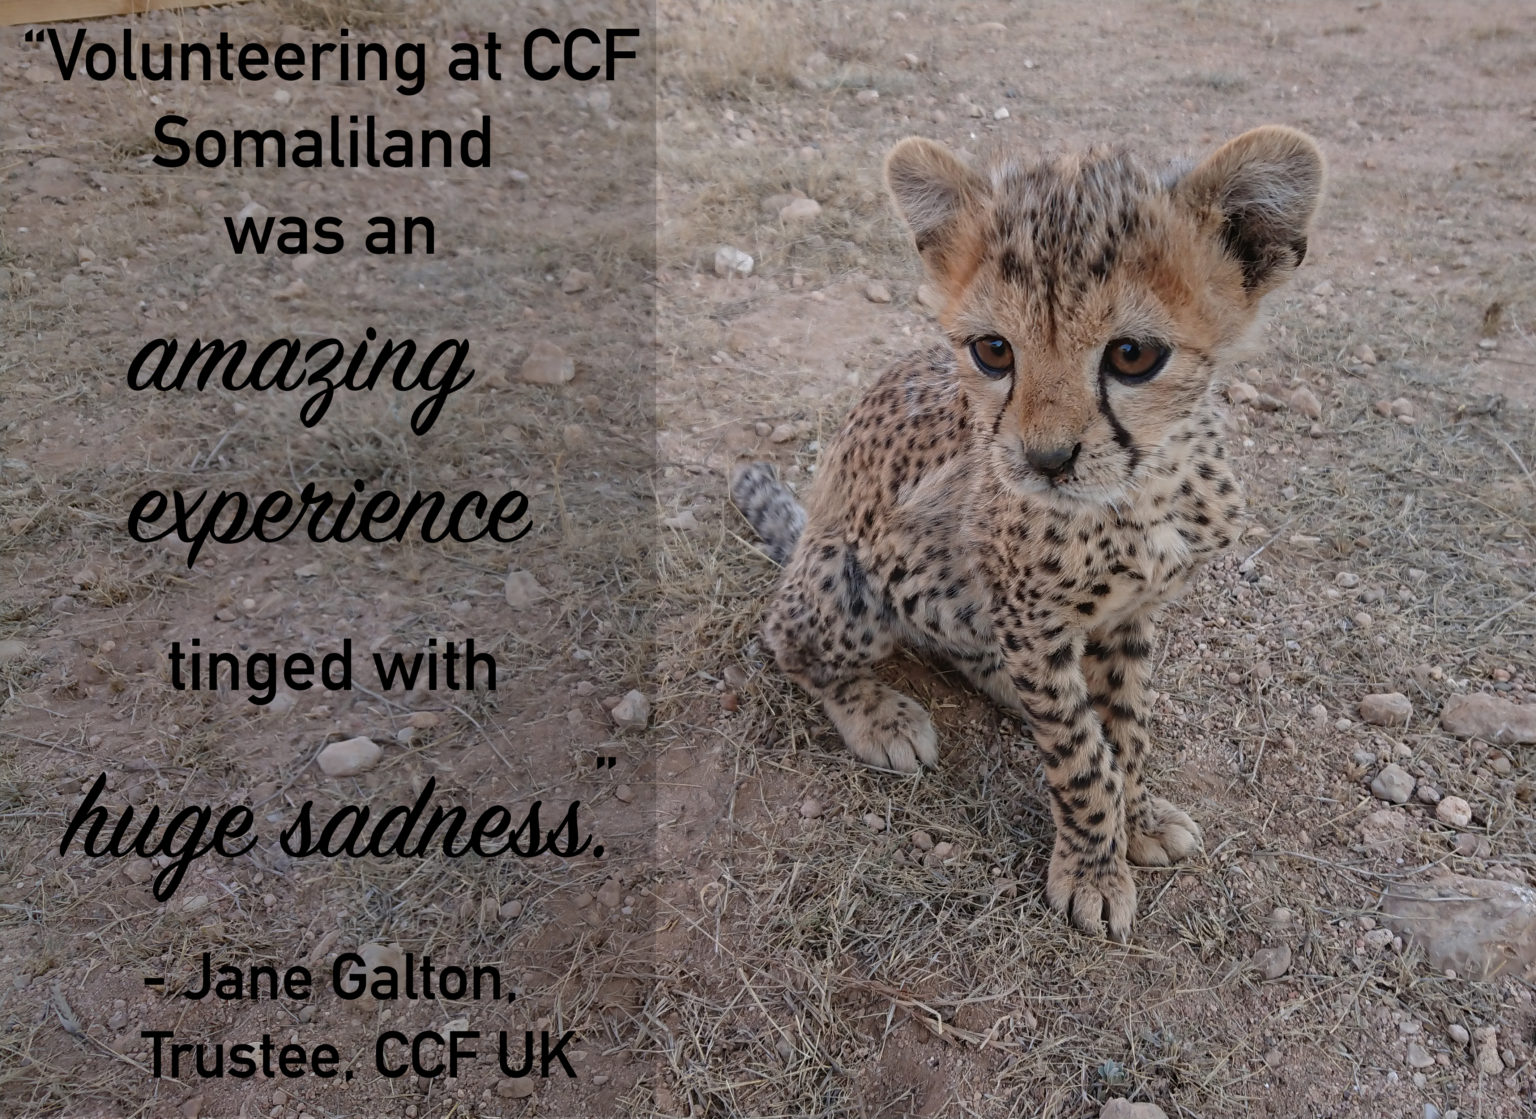 “Volunteering at CCF
Somaliland
was an
amazing
experience
tinged with
huge sadness.”
- Jane Galton,
Trustee, CCF UK